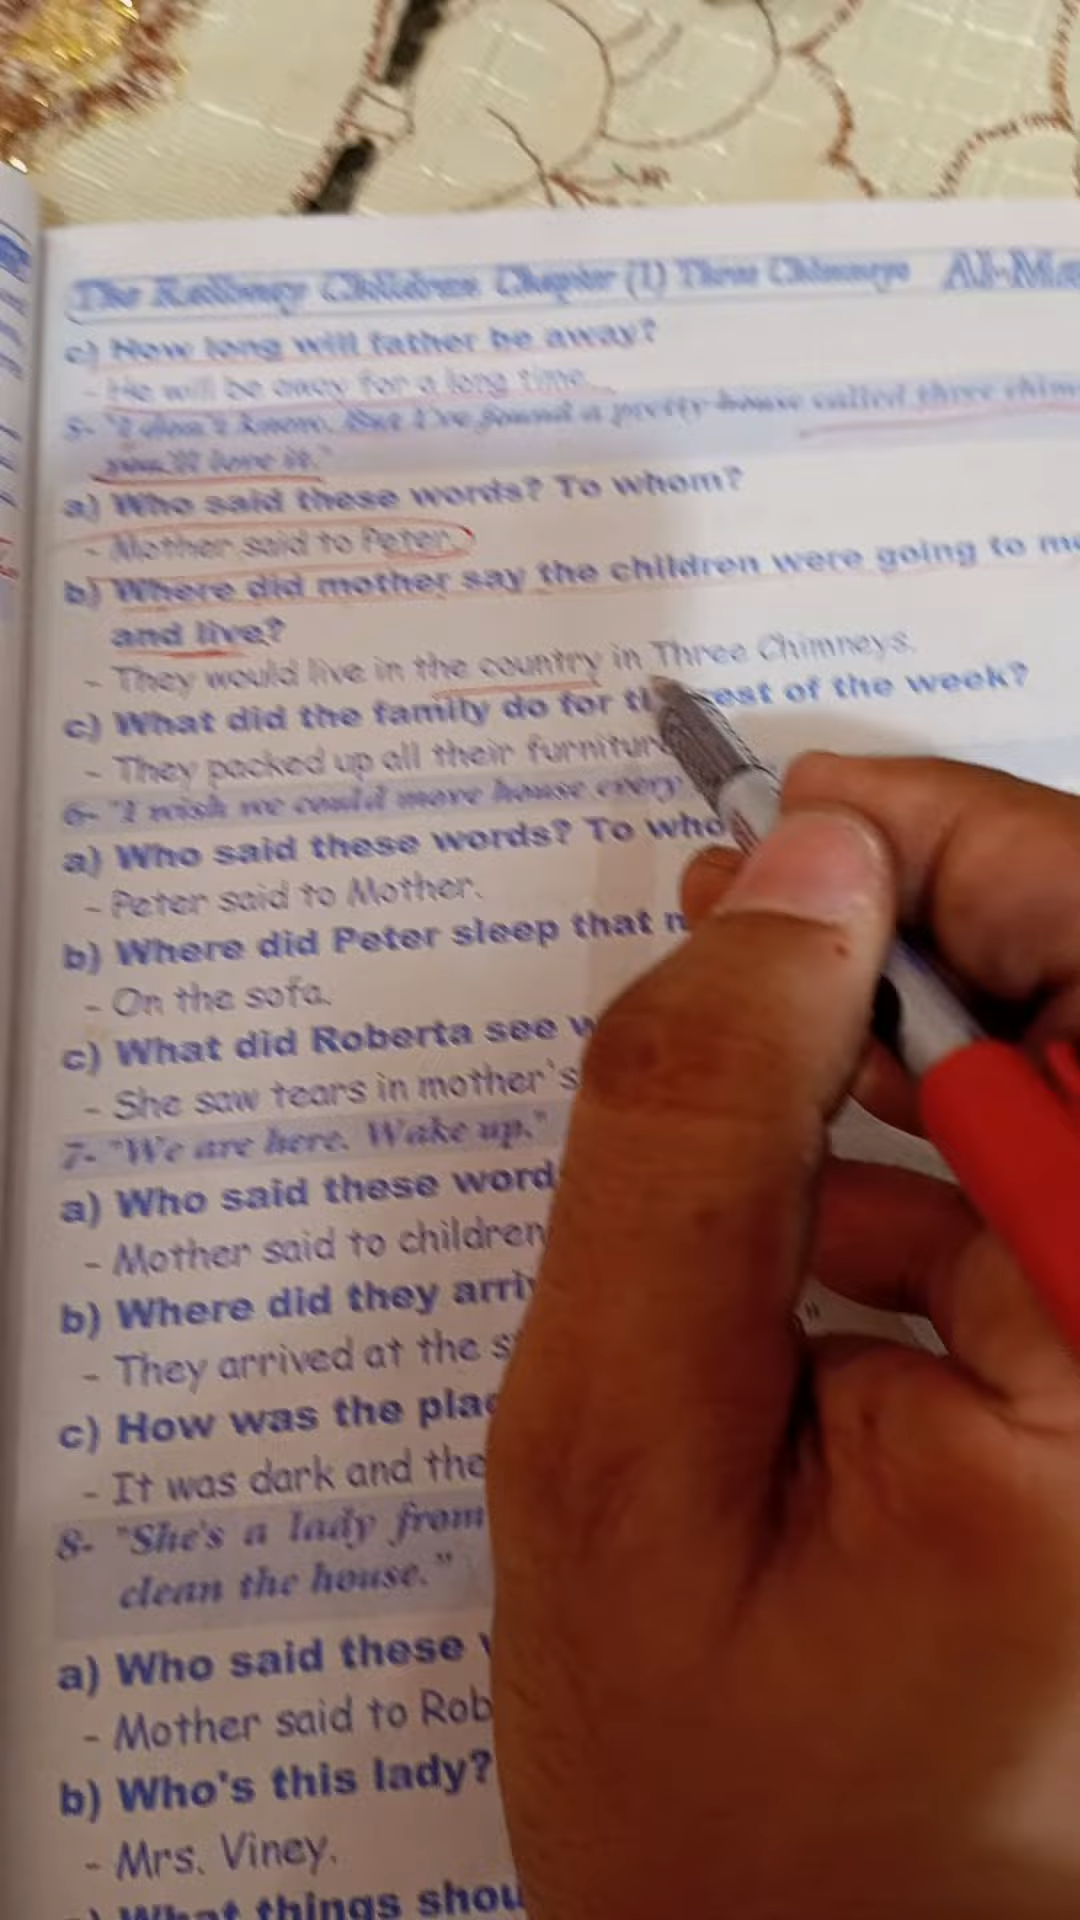 The Railway Children Chapter (1) Three Chimneys Al-Mo
c) How long will father be away?
- He will be away for a long time.
5- "I don't know. But I've found a pretty house called three chim
you'll love it."
a) Who said these words? To whom?
- Mother said to Peter.
b) Where did mother say the children were going to mo
and live?
- They would live in the country in Three Chimneys.
c) What did the family do for rest of the week?
- They packed up all their furnitur
6- "I wish we could move house every
a) Who said these words? To who
- Peter said to Mother.
b) Where did Peter sleep that n
- On the sofa.
c) What did Roberta see w
- She saw tears in mother's
7- "We are here. Wake up."
a) Who said these word
- Mother said to children
b) Where did they arri
- They arrived at the s
c) How was the plac
- It was dark and the
8- "She's a lady from
clean the house."
a) Who said these
- Mother said to Rob
b) Who's this lady?
- Mrs. Viney.
What things shou